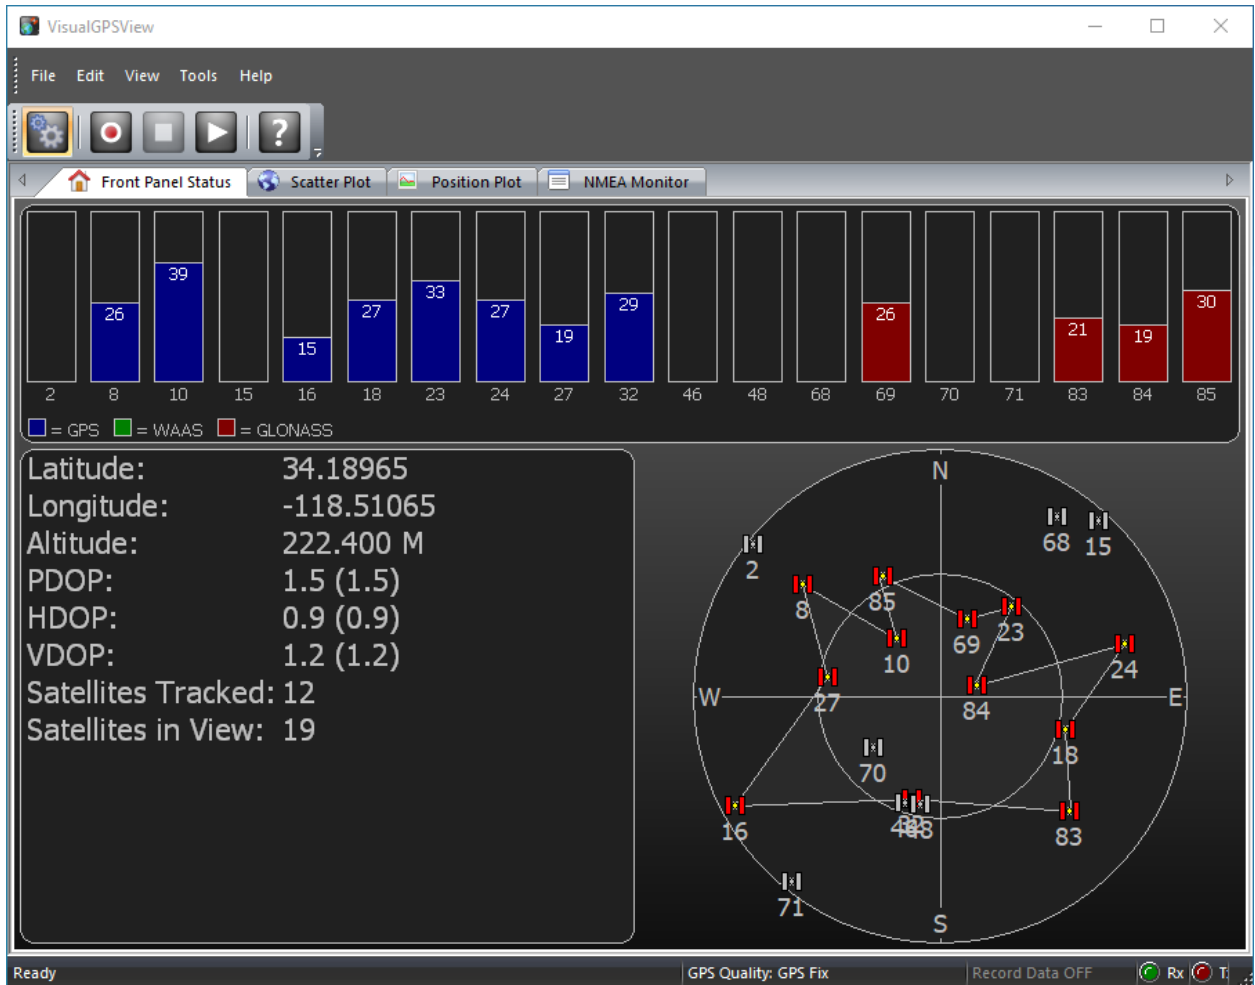 VisualGPSView
File Edit View Tools Help
Front Panel Status Scatter Plot Position Plot NMEA Monitor
26 39 15 27 33 27 19 29 26 21 19 30
2 8 10 15 16 18 23 24 27 32 46 48 68 69 70 71 83 84 85
= GPS = WAAS = GLONASS
Latitude: 34.18965
Longitude: -118.51065
Altitude: 222.400 M
PDOP: 1.5 (1.5)
HDOP: 0.9 (0.9)
VDOP: 1.2 (1.2)
Satellites Tracked: 12
Satellites in View: 19
N
68 15
2
8 85
69 23
10 24
W 27 84 E
18
70
16 83
71
S
Ready GPS Quality: GPS Fix Record Data OFF Rx T